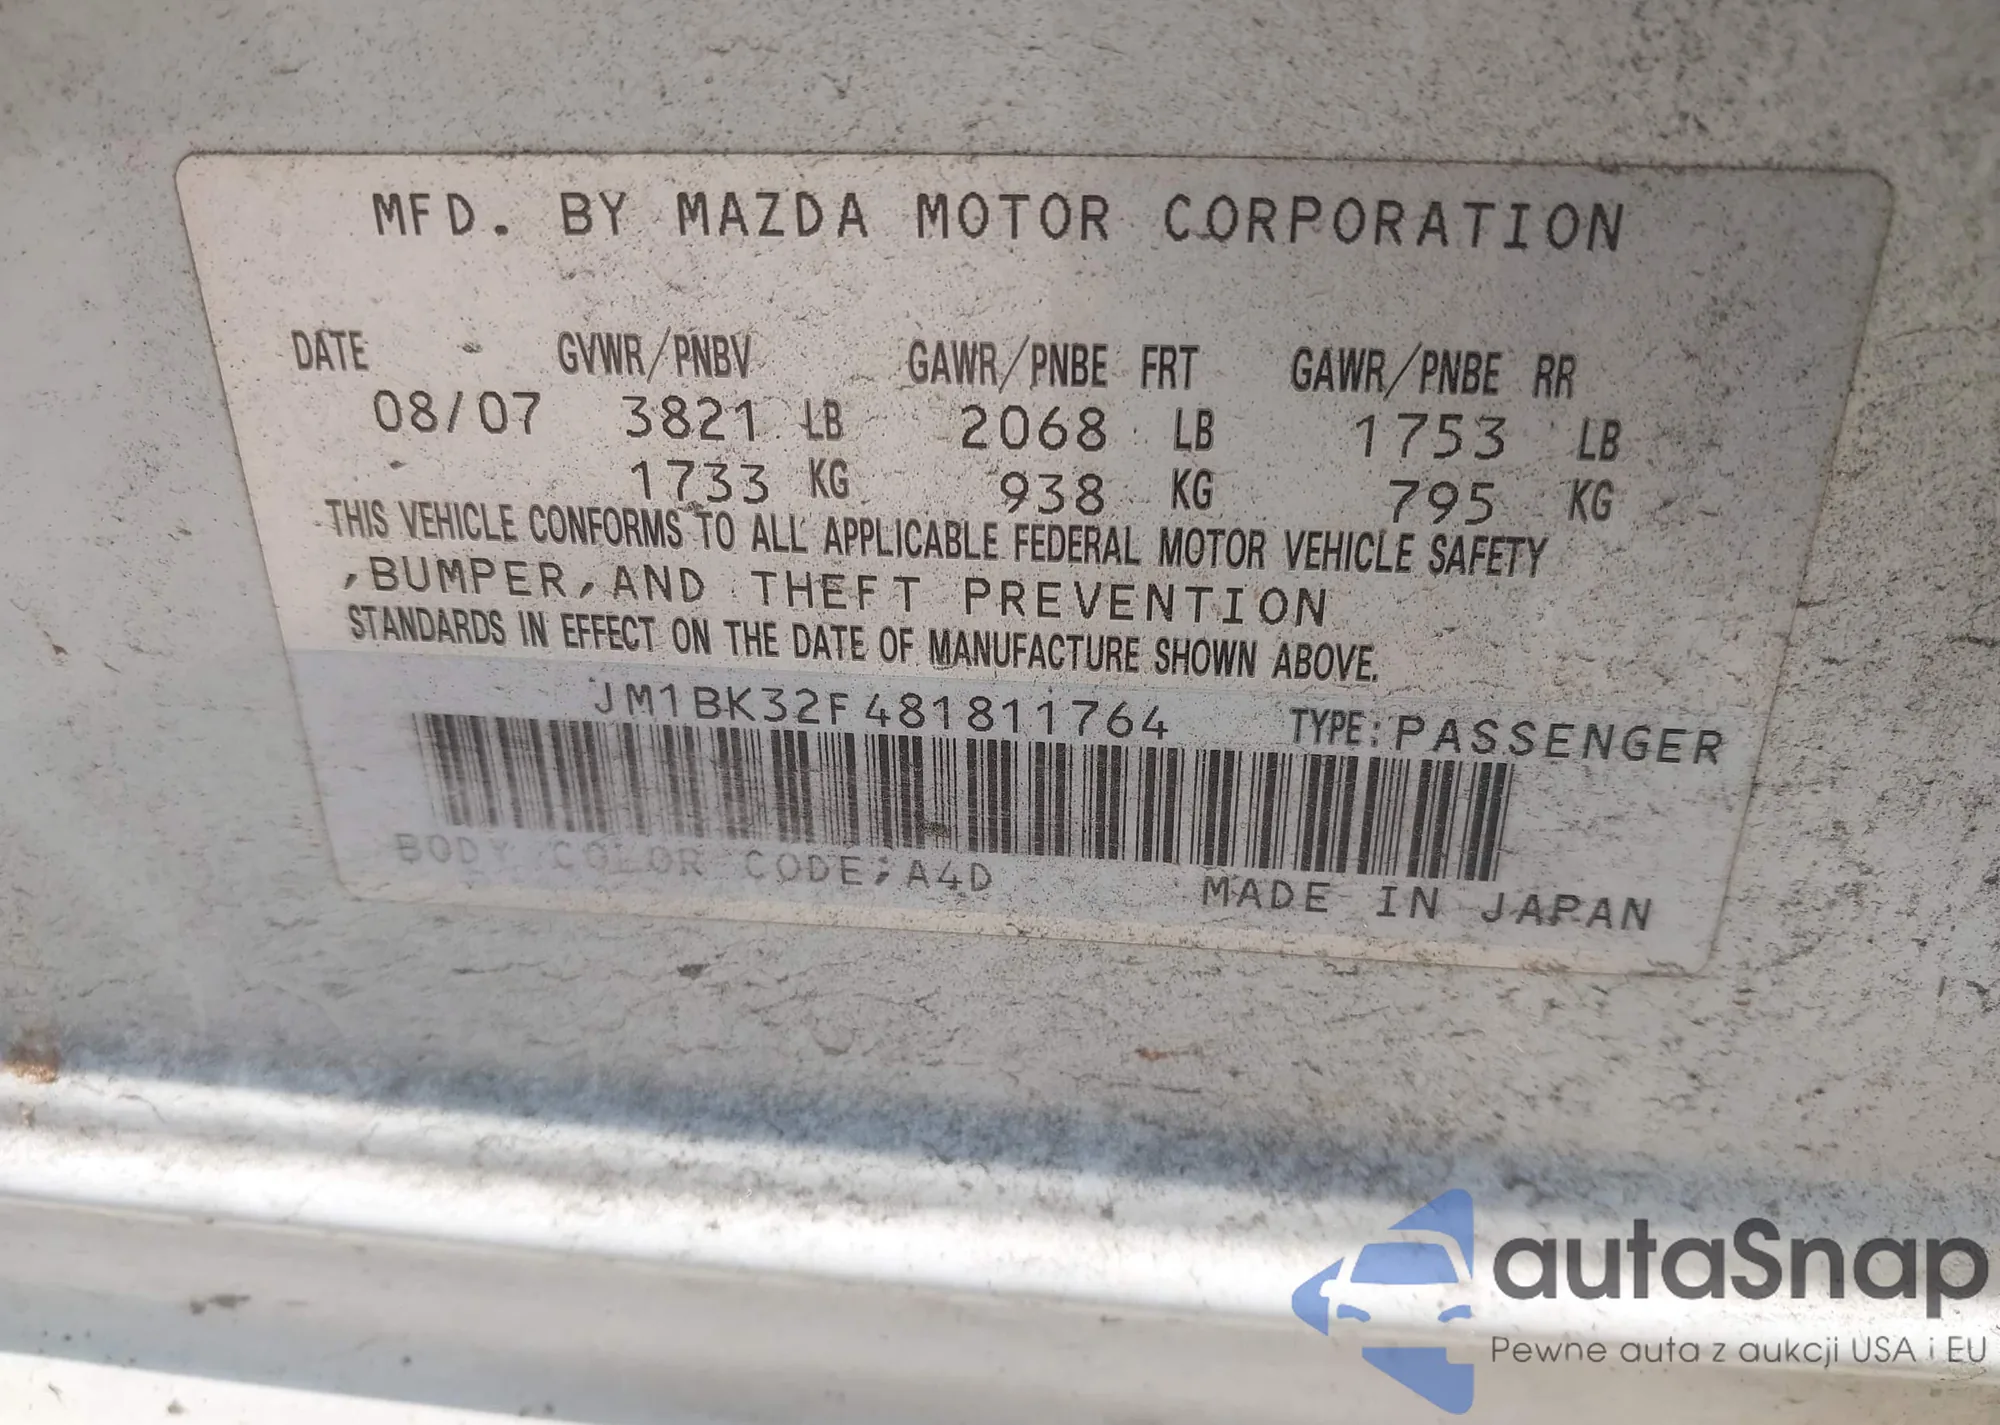 MFD. BY MAZDA MOTOR CORPORATION
DATE GVWR/PNBV GAWR/PNBE FRT GAWR/PNBE RR
08/07 3821 LB 2068 LB 1753 LB
1733 KG 938 KG 795 KG
THIS VEHICLE CONFORMS TO ALL APPLICABLE FEDERAL MOTOR VEHICLE SAFETY
,BUMPER,AND THEFT PREVENTION
STANDARDS IN EFFECT ON THE DATE OF MANUFACTURE SHOWN ABOVE.
JM1BK32F481811764 TYPE:PASSENGER
BODY COLOR CODE;A4D MADE IN JAPAN
autaSnap
Pewne auta z aukcji USA i EU